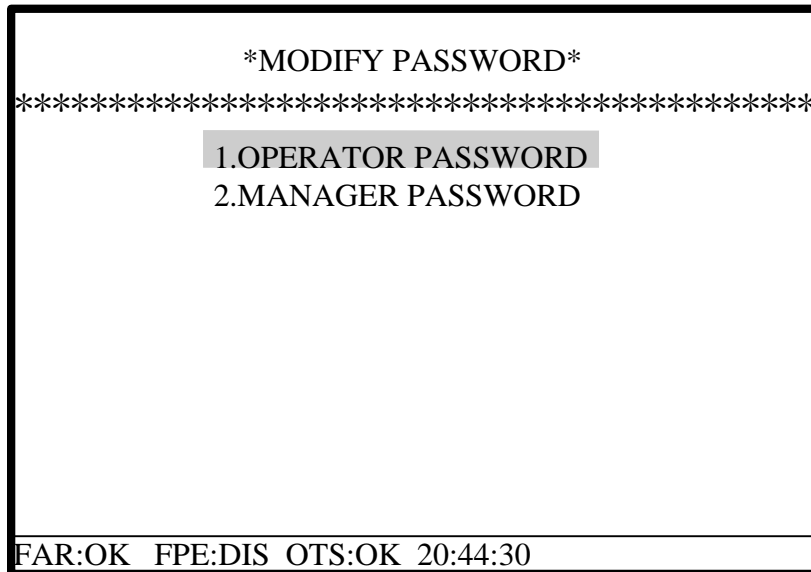 *MODIFY PASSWORD*
*******************************************
1.OPERATOR PASSWORD
2.MANAGER PASSWORD
FAR:OK FPE:DIS OTS:OK 20:44:30